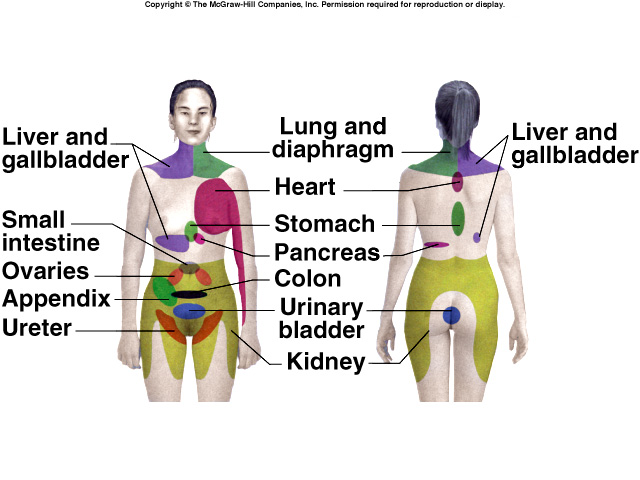 Copyright © The McGraw-Hill Companies, Inc. Permission required for reproduction or display.
Liver and
gallbladder
Small
intestine
Ovaries
Appendix
Ureter
Lung and
diaphragm
Heart
Stomach
Pancreas
Colon
Urinary
bladder
Kidney
Liver and
gallbladder